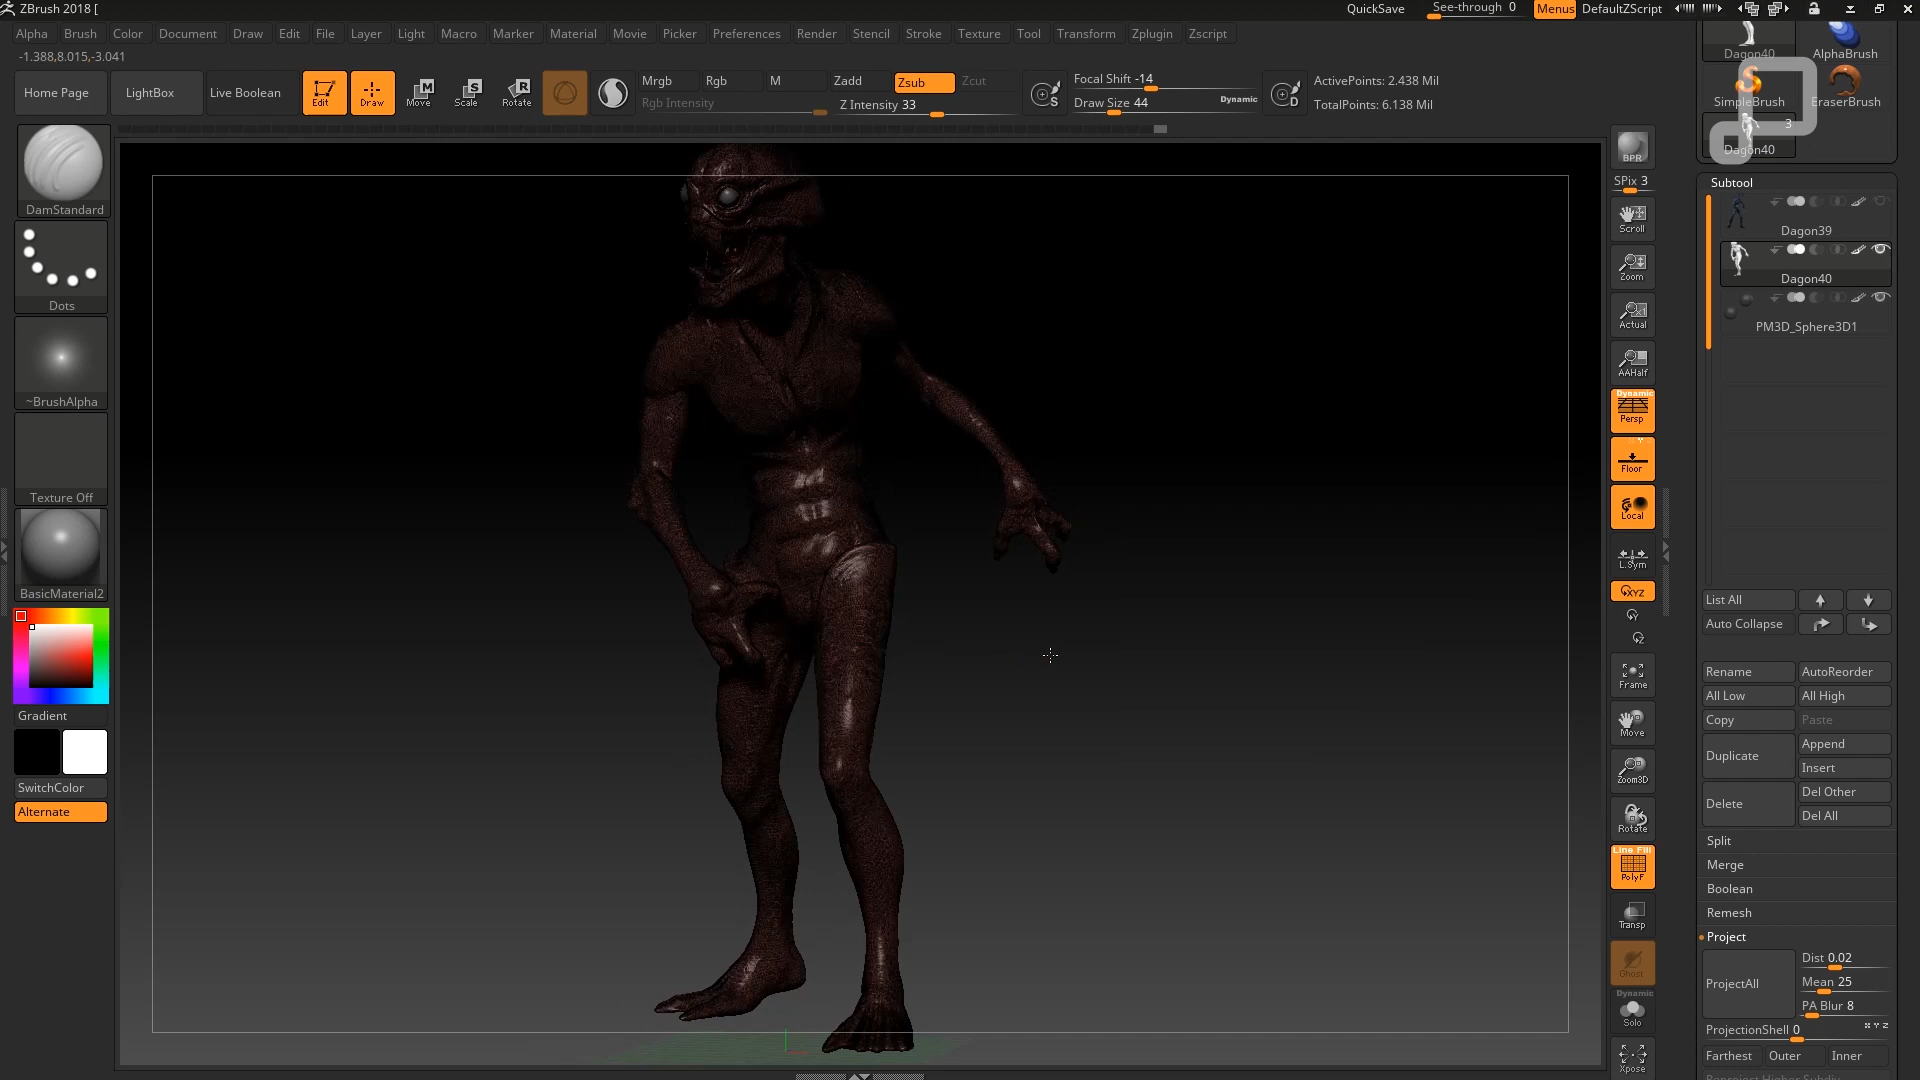 ZBrush 2018 [
QuickSave
See-through 0
Menus
DefaultZScript
Alpha Brush Color Document Draw Edit File Layer Light Macro Marker Material Movie Picker Preferences Render Stencil Stroke Texture Tool Transform Zplugin Zscript
-1.388,8.015,-3.041
Home Page
LightBox
Live Boolean
Edit
Draw
Move
Scale
Rotate
Mrgb
Rgb
M
Rgb Intensity
Zadd
Zsub
Zcut
Z Intensity 33
Focal Shift -14
Draw Size 44
Dynamic
ActivePoints: 2.438 Mil
TotalPoints: 6.138 Mil
DamStandard
Dots
~BrushAlpha
Texture Off
BasicMaterial2
Gradient
SwitchColor
Alternate
BPR
SPix 3
Scroll
Zoom
Actual
AAHalf
Dynamic
Persp
Floor
Local
L.Sym
XYZ
Y
Z
Frame
Move
Zoom3D
Rotate
Line Fill
PolyF
Transp
Ghost
Dynamic
Solo
Xpose
Dagon40
AlphaBrush
SimpleBrush
EraserBrush
3
Dagon40
Subtool
Dagon39
Dagon40
PM3D_Sphere3D1
List All
Auto Collapse
Rename
AutoReorder
All Low
All High
Copy
Paste
Duplicate
Append
Insert
Delete
Del Other
Del All
Split
Merge
Boolean
Remesh
Project
ProjectAll
Dist 0.02
Mean 25
PA Blur 8
ProjectionShell 0
Farthest
Outer
Inner